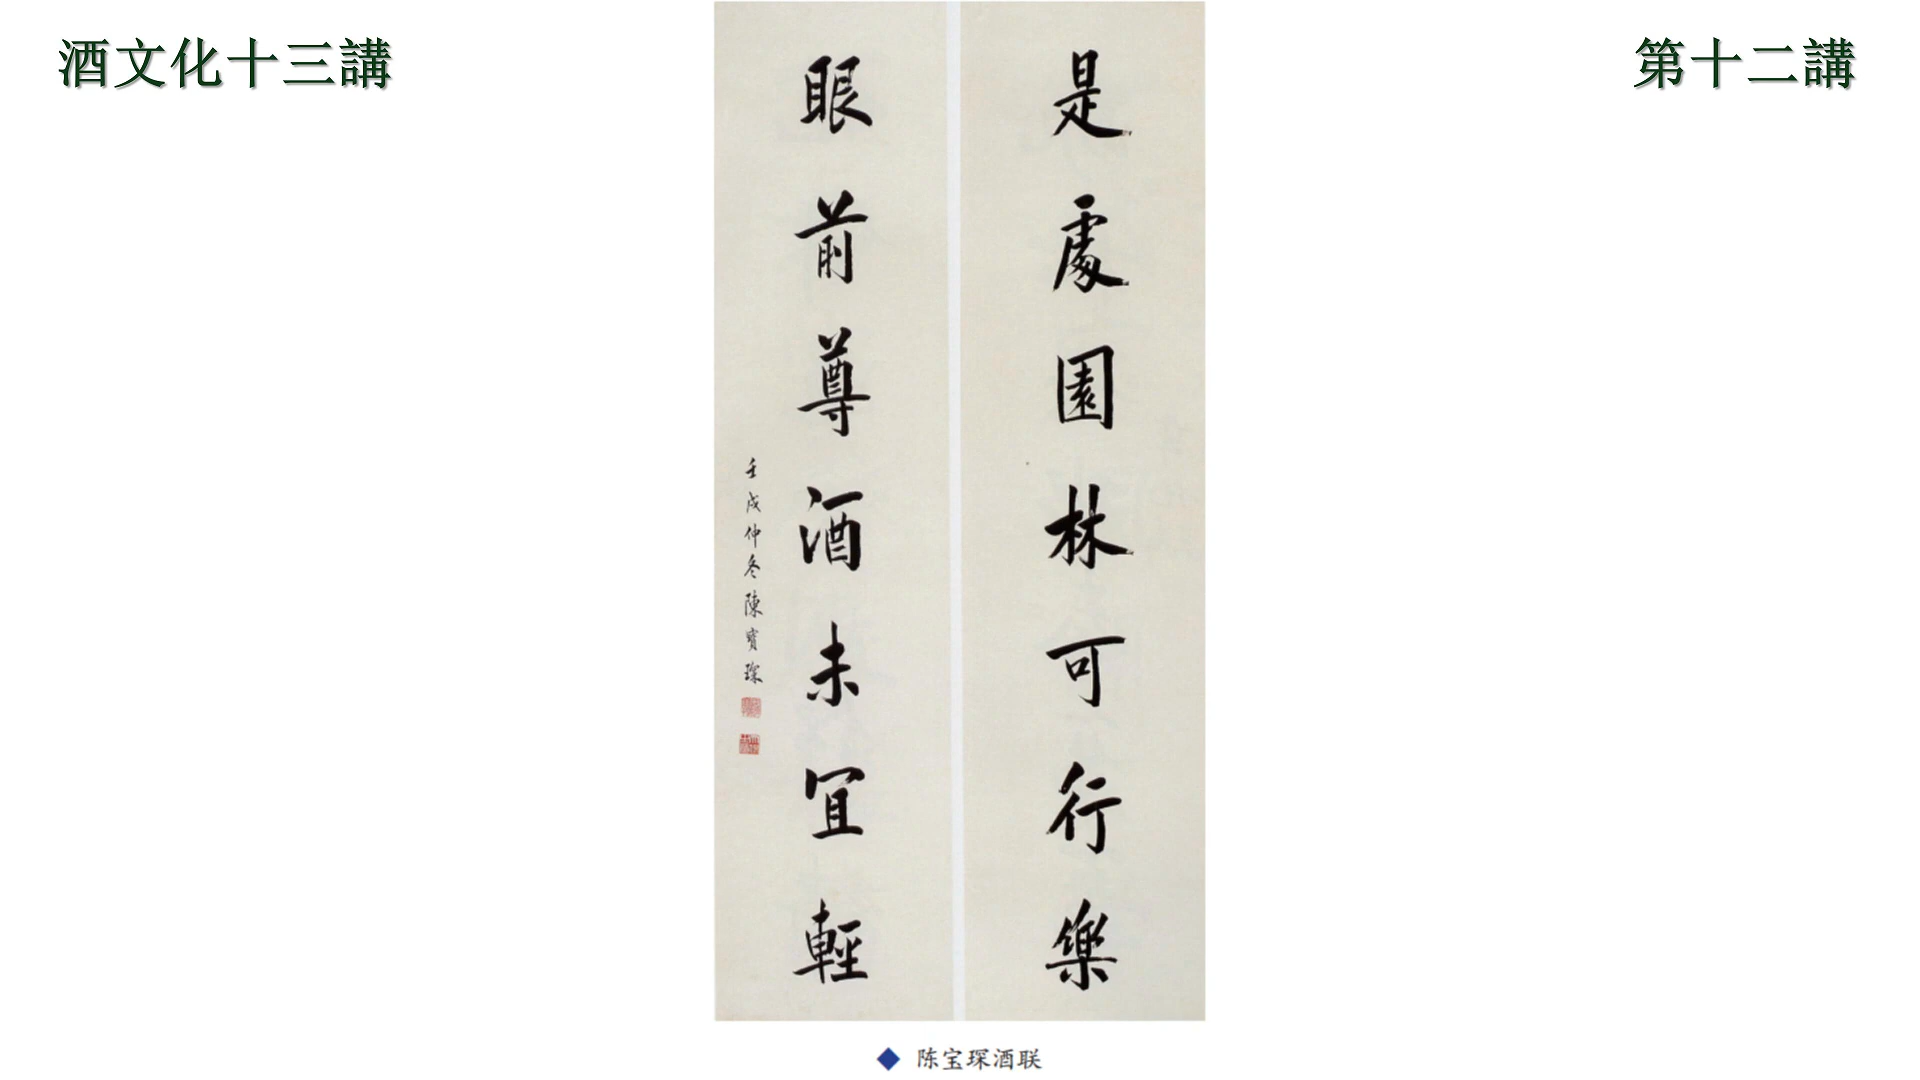 酒文化十三講
第十二講
是處園林可行樂
眼前尊酒未宜輕
壬戌仲冬陳寶琛
陈宝琛酒联